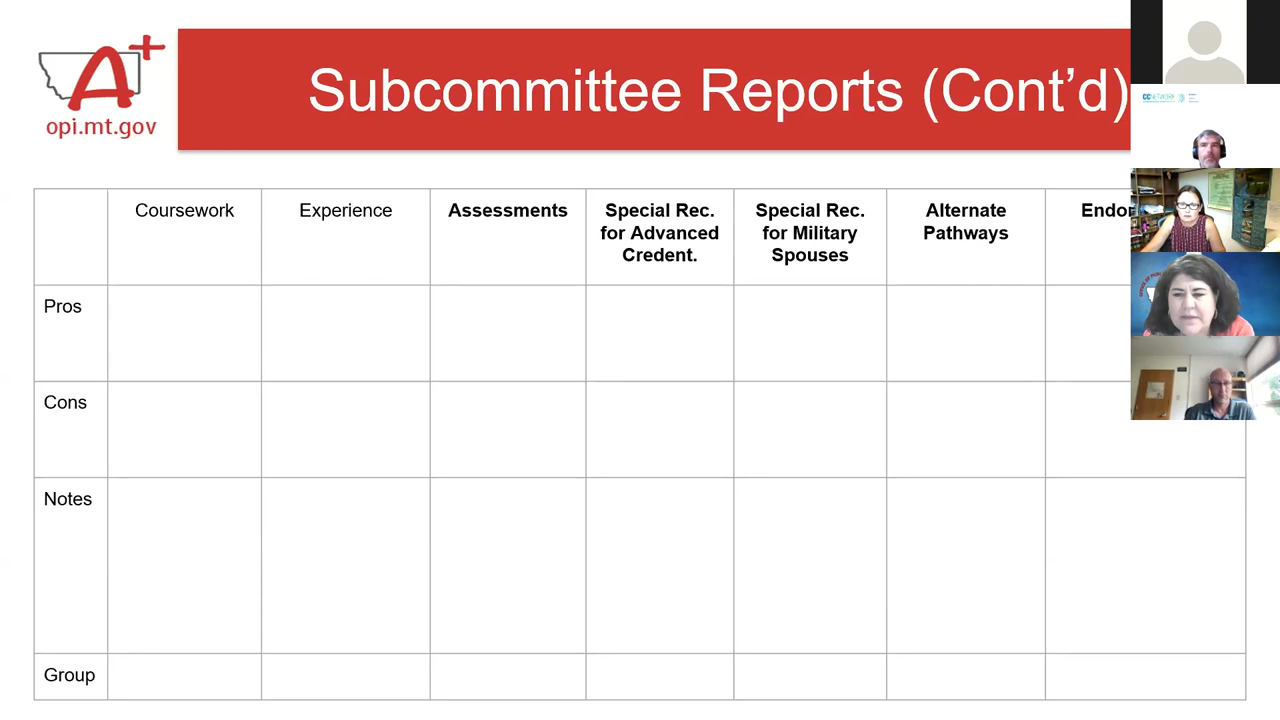 A+
opi.mt.gov
Subcommittee Reports (Cont’d)
CCNETWORK
Coursework
Experience
Assessments
Special Rec.
for Advanced
Credent.
Special Rec.
for Military
Spouses
Alternate
Pathways
Pros
Cons
Notes
Group